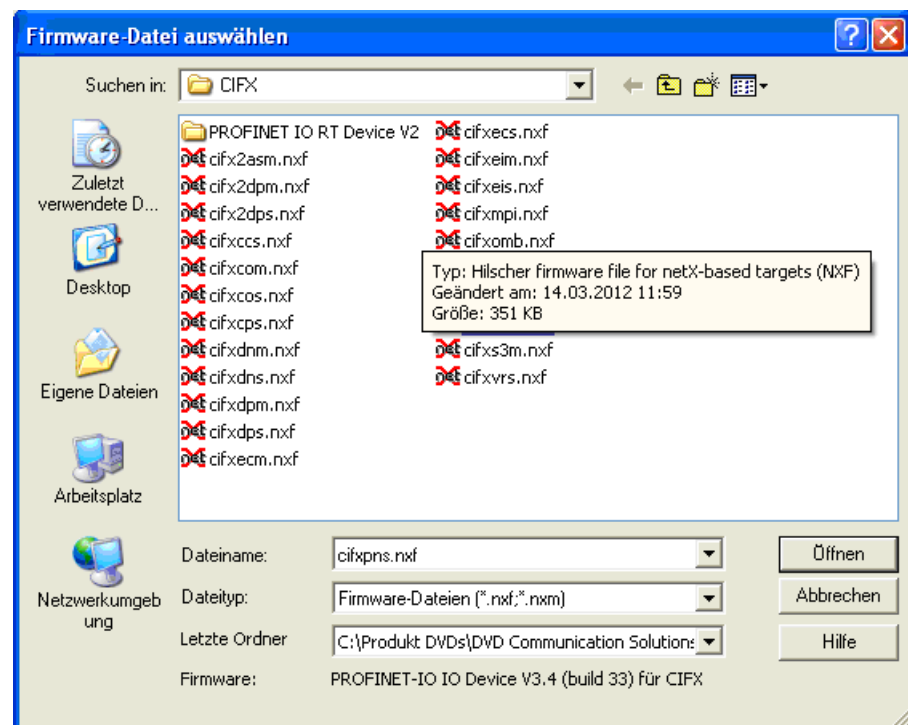 Firmware-Datei auswählen
Suchen in:
CIFX
Zuletzt
verwendete D...
Desktop
Eigene Dateien
Arbeitsplatz
Netzwerkumgeb
ung
PROFINET IO RT Device V2
cifx2asm.nxf
cifx2dpm.nxf
cifx2dps.nxf
cifxccs.nxf
cifxcom.nxf
cifxcos.nxf
cifxcps.nxf
cifxdnm.nxf
cifxdns.nxf
cifxdpm.nxf
cifxdps.nxf
cifxecm.nxf
cifxecs.nxf
cifxeim.nxf
cifxeis.nxf
cifxmpi.nxf
cifxomb.nxf
Typ: Hilscher firmware file for netX-based targets (NXF)
Geändert am: 14.03.2012 11:59
Größe: 351 KB
cifxs3m.nxf
cifxvrs.nxf
Dateiname:
cifxpns.nxf
Öffnen
Dateityp:
Firmware-Dateien (*.nxf;*.nxm)
Abbrechen
Letzte Ordner
C:\Produkt DVDs\DVD Communication Solutions
Hilfe
Firmware:
PROFINET-IO IO Device V3.4 (build 33) für CIFX